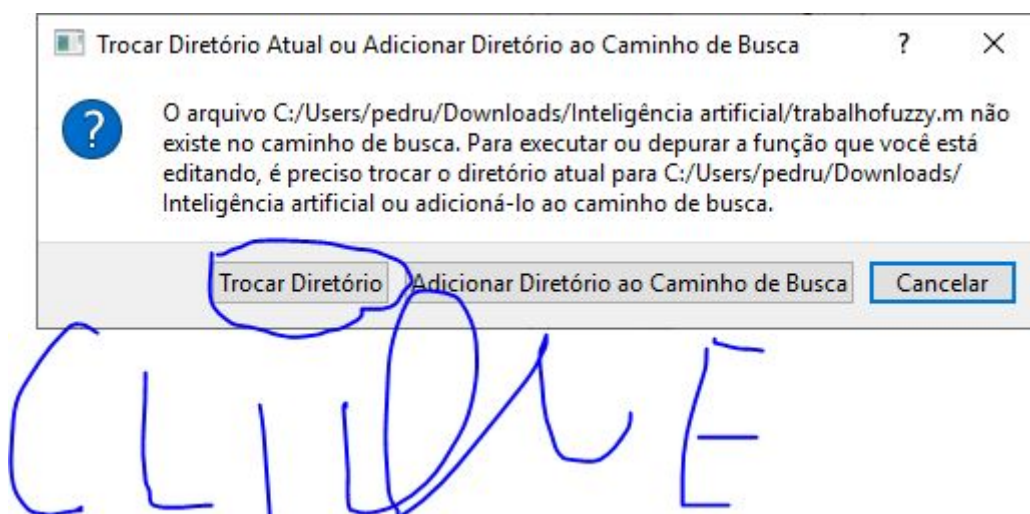 Trocar Diretório Atual ou Adicionar Diretório ao Caminho de Busca ? X
O arquivo C:/Users/pedru/Downloads/Inteligência artificial/trabalhofuzzy.m não
existe no caminho de busca. Para executar ou depurar a função que você está
editando, é preciso trocar o diretório atual para C:/Users/pedru/Downloads/
Inteligência artificial ou adicioná-lo ao caminho de busca.
Trocar Diretório Adicionar Diretório ao Caminho de Busca Cancelar
CLIQUE